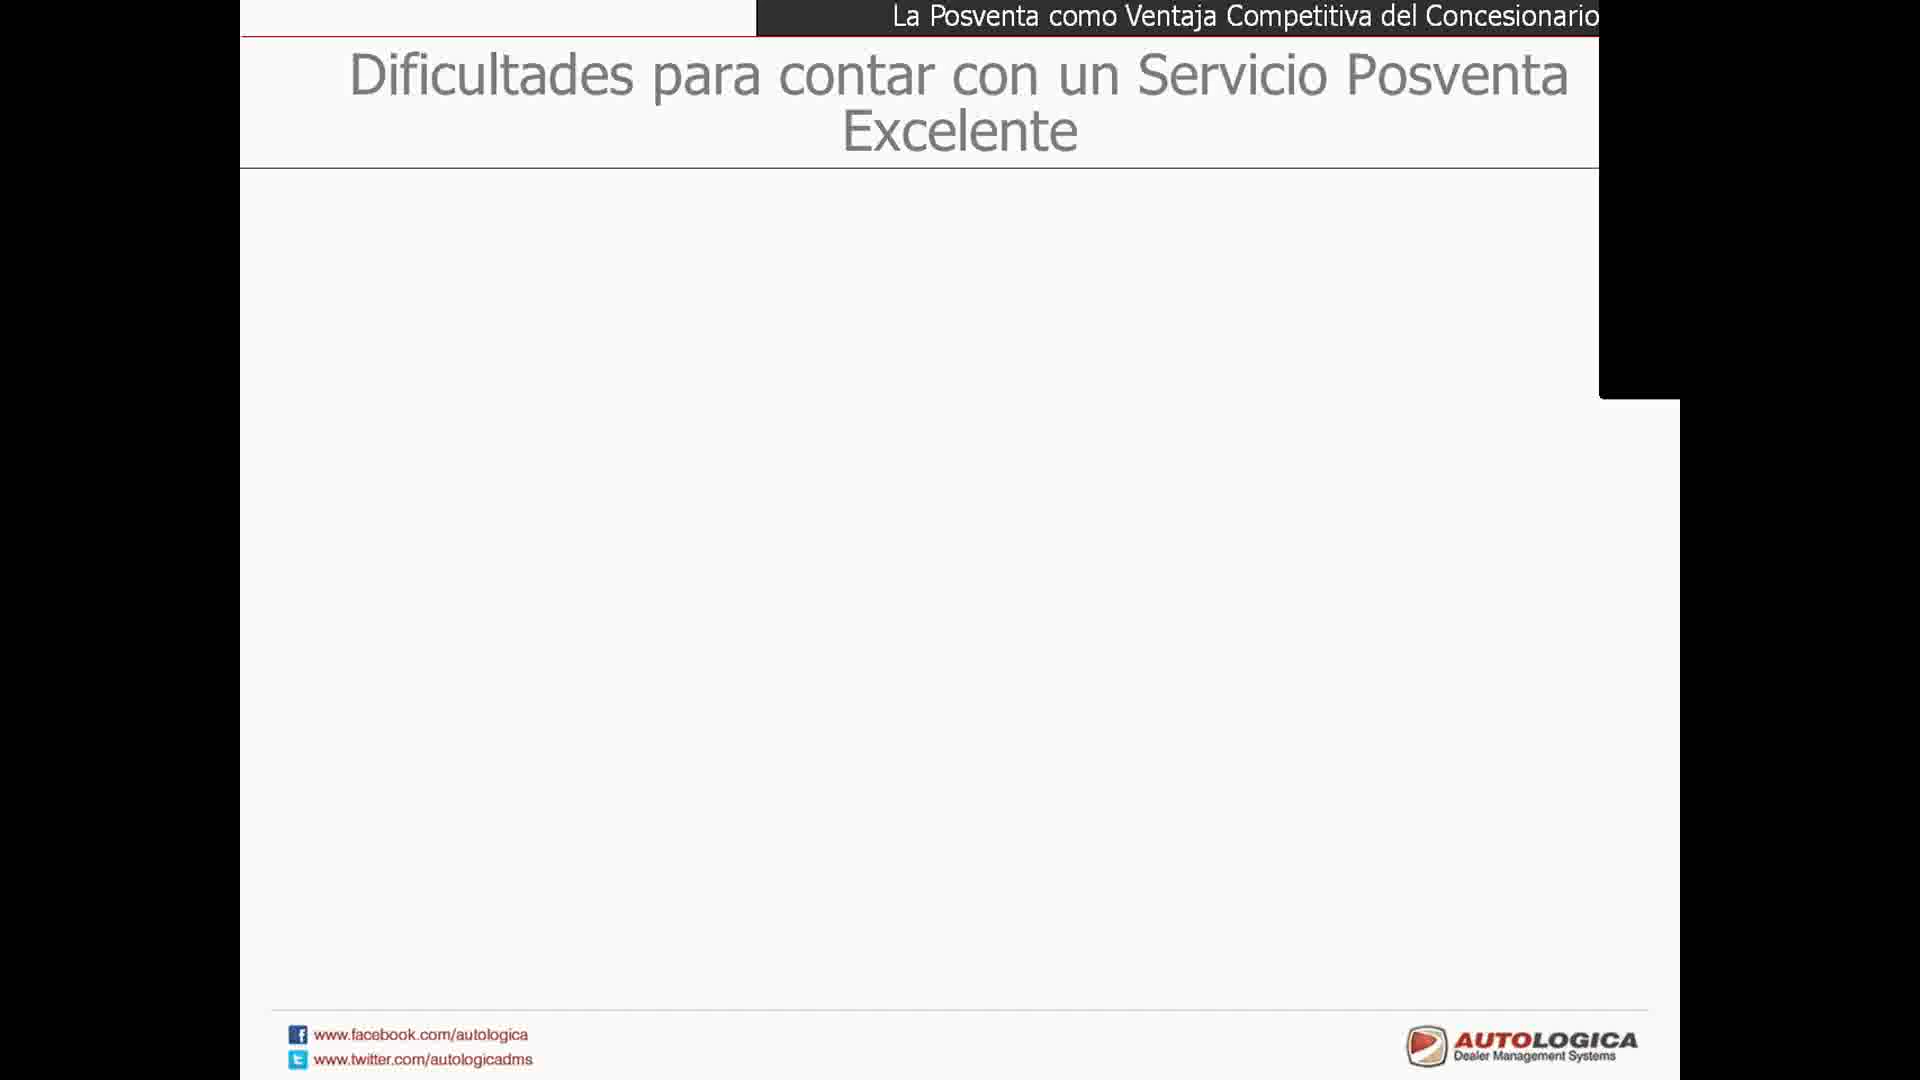 La Posventa como Ventaja Competitiva del Concesionario
Dificultades para contar con un Servicio Posventa
Excelente
www.facebook.com/autologica
www.twitter.com/autologicadms
AUTOLOGICA
Dealer Management Systems